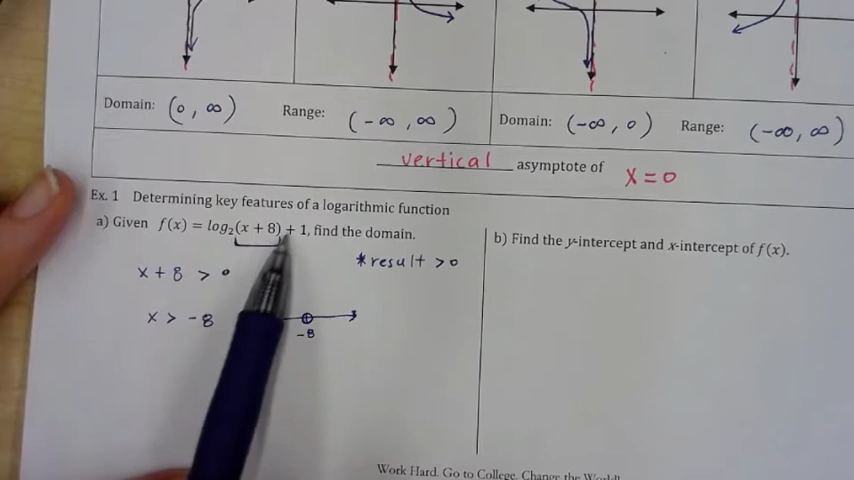 Domain: (0, ∞) Range: (-∞, ∞) Domain: (-∞, 0) Range: (-∞, ∞)
vertical asymptote of x = 0
Ex. 1 Determining key features of a logarithmic function
a) Given f(x) = log₂(x + 8) + 1, find the domain.
x + 8 > 0
*result > 0
x > -8
-8
b) Find the y-intercept and x-intercept of f(x).
Work Hard. Go to College. Change the World!